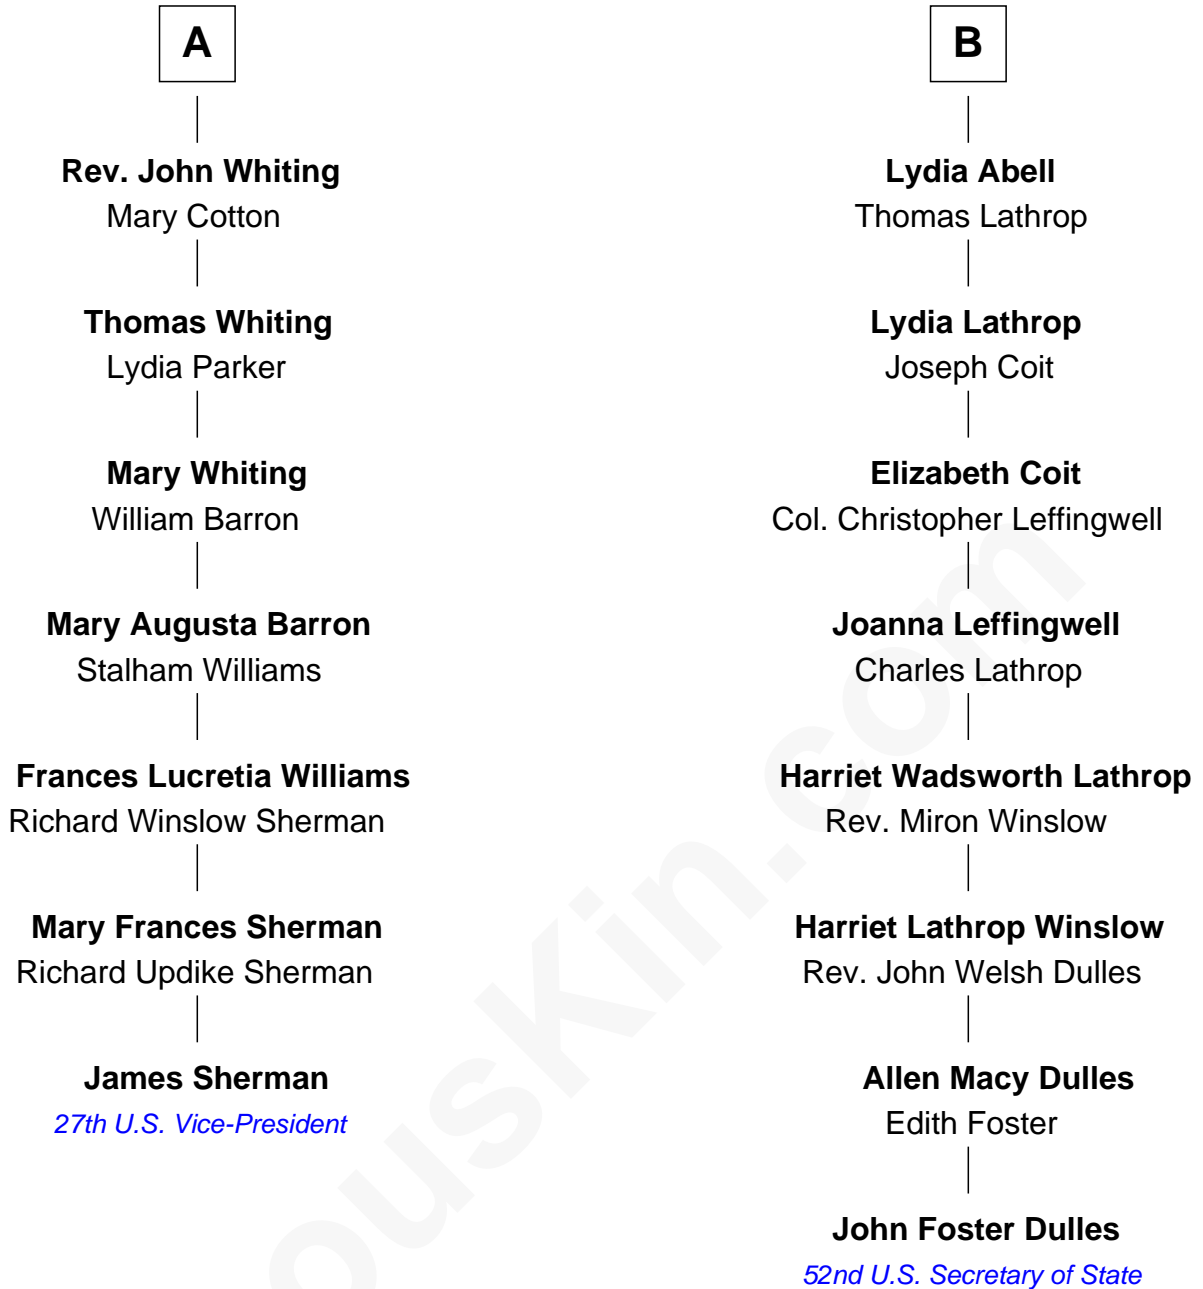 A
Rev. John Whiting
Mary Cotton
Thomas Whiting
Lydia Parker
Mary Whiting
William Barron
Mary Augusta Barron
Stalham Williams
Frances Lucretia Williams
Richard Winslow Sherman
Mary Frances Sherman
Richard Updike Sherman
James Sherman
27th U.S. Vice-President
B
Lydia Abell
Thomas Lathrop
Lydia Lathrop
Joseph Coit
Elizabeth Coit
Col. Christopher Leffingwell
Joanna Leffingwell
Charles Lathrop
Harriet Wadsworth Lathrop
Rev. Miron Winslow
Harriet Lathrop Winslow
Rev. John Welsh Dulles
Allen Macy Dulles
Edith Foster
John Foster Dulles
52nd U.S. Secretary of State
ousKin.com